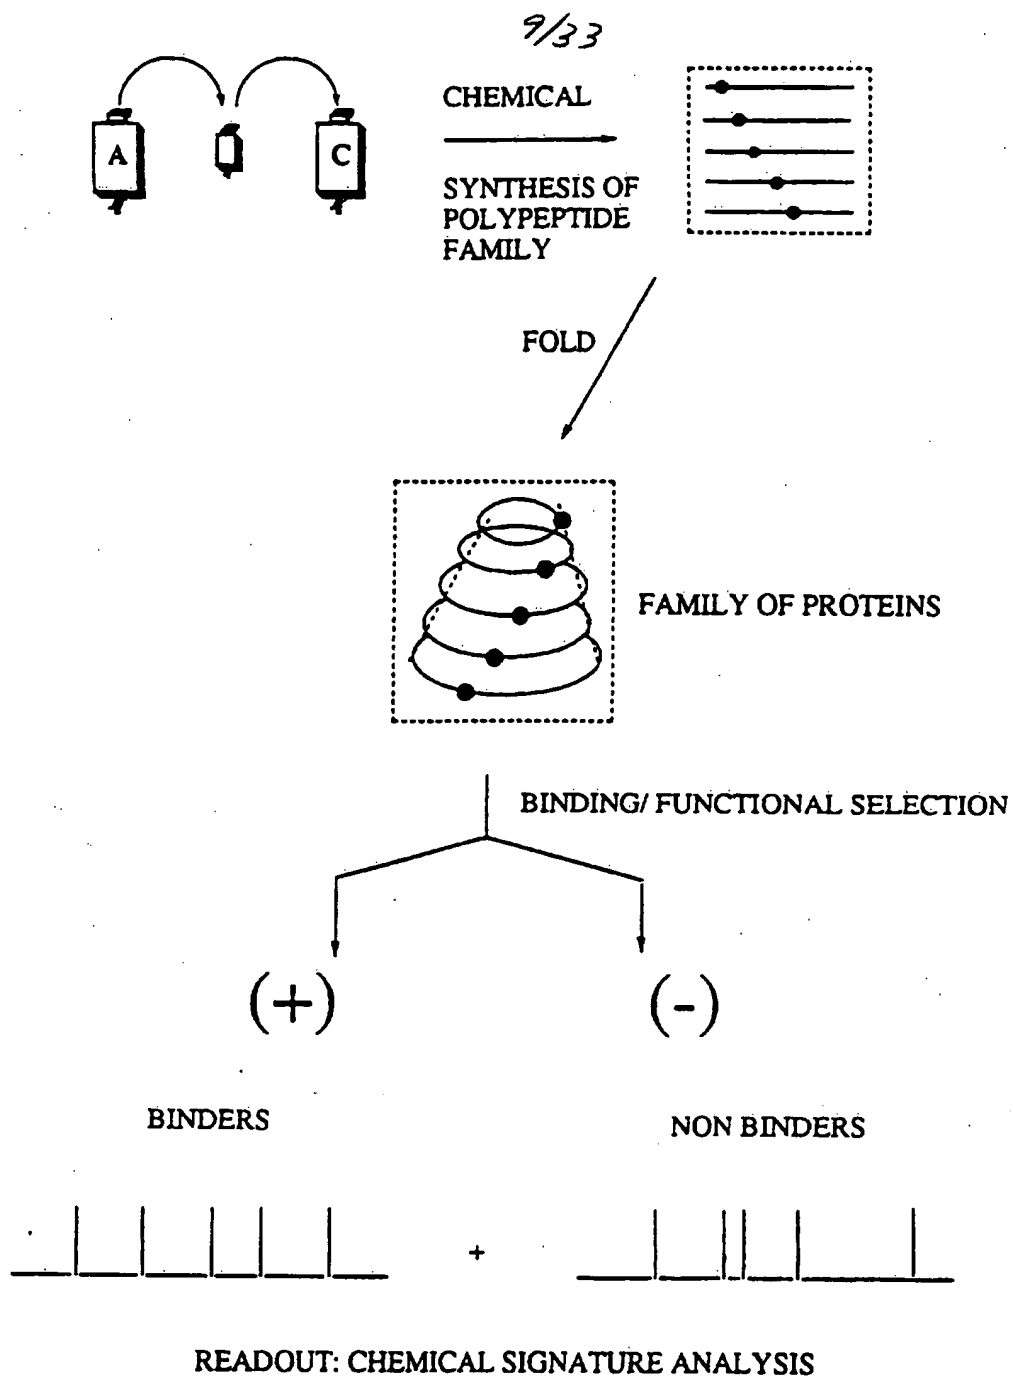 9/33
A
C
CHEMICAL
SYNTHESIS OF
POLYPEPTIDE
FAMILY
FOLD
FAMILY OF PROTEINS
BINDING/ FUNCTIONAL SELECTION
(+)
(-)
BINDERS
NON BINDERS
+
READOUT: CHEMICAL SIGNATURE ANALYSIS